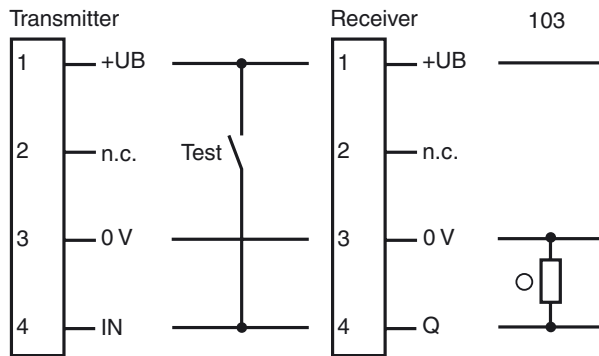 Transmitter
1 +UB
2 n.c.
3 0 V
4 IN
Test
Receiver
1 +UB
2 n.c.
3 0 V
4 Q
103